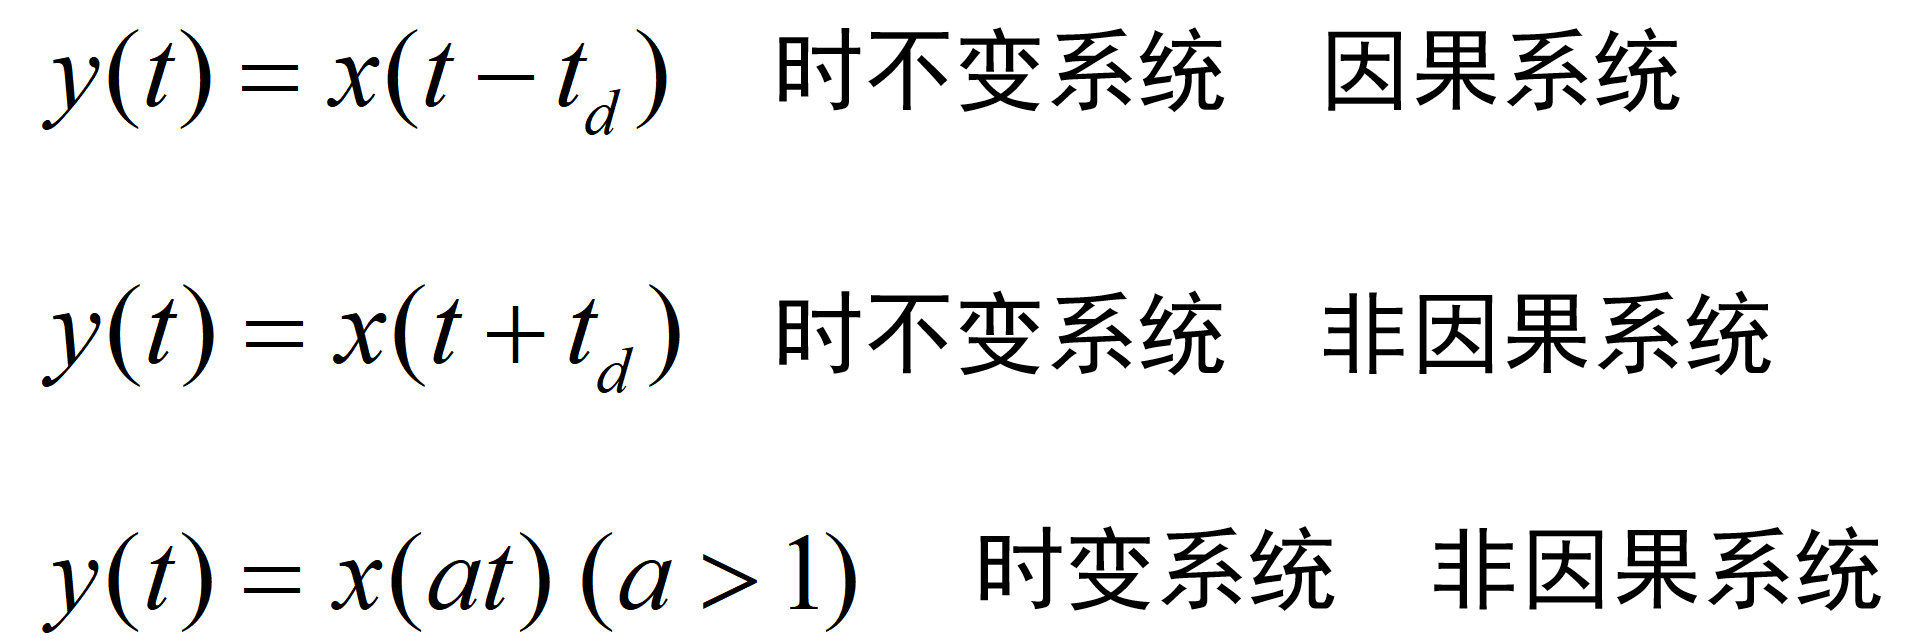 y(t) = x(t − t_d) 时不变系统 因果系统
y(t) = x(t + t_d) 时不变系统 非因果系统
y(t) = x(at) (a > 1) 时变系统 非因果系统